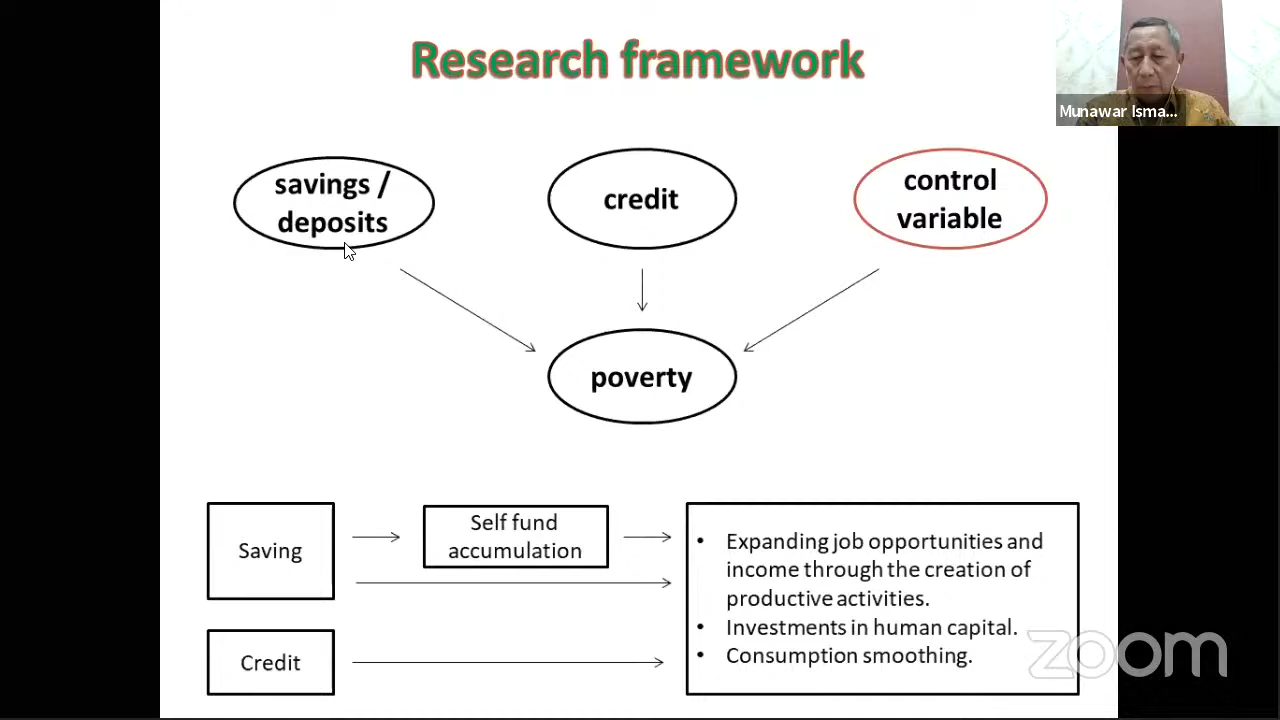 Research framework
Munawar Isma...
savings /
deposits
credit
control
variable
poverty
Saving
Self fund
accumulation
• Expanding job opportunities and
income through the creation of
productive activities.
• Investments in human capital.
• Consumption smoothing.
Credit
zoom